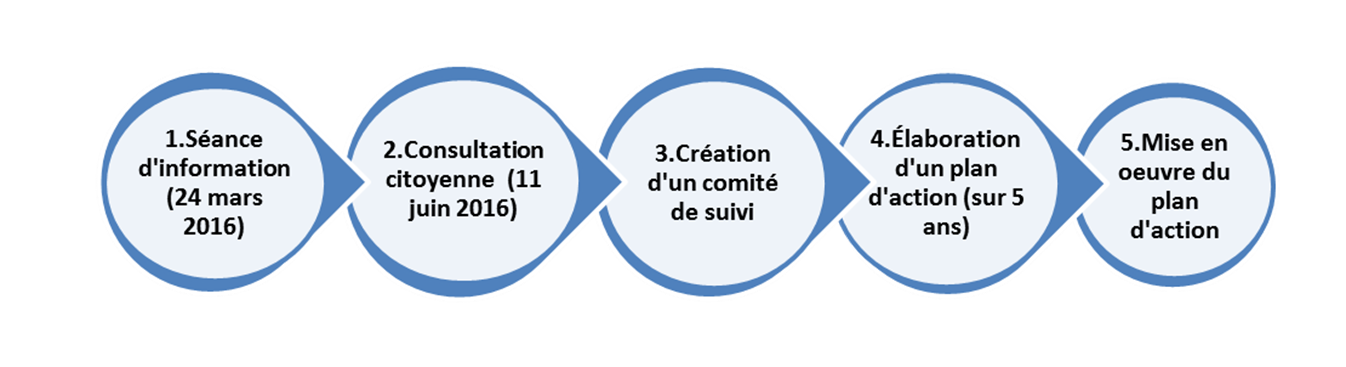 1.Séance
d'information
(24 mars
2016)
2.Consultation
citoyenne (11
juin 2016)
3.Création
d'un comité
de suivi
4.Élaboration
d'un plan
d'action (sur 5
ans)
5.Mise en
oeuvre du
plan
d'action